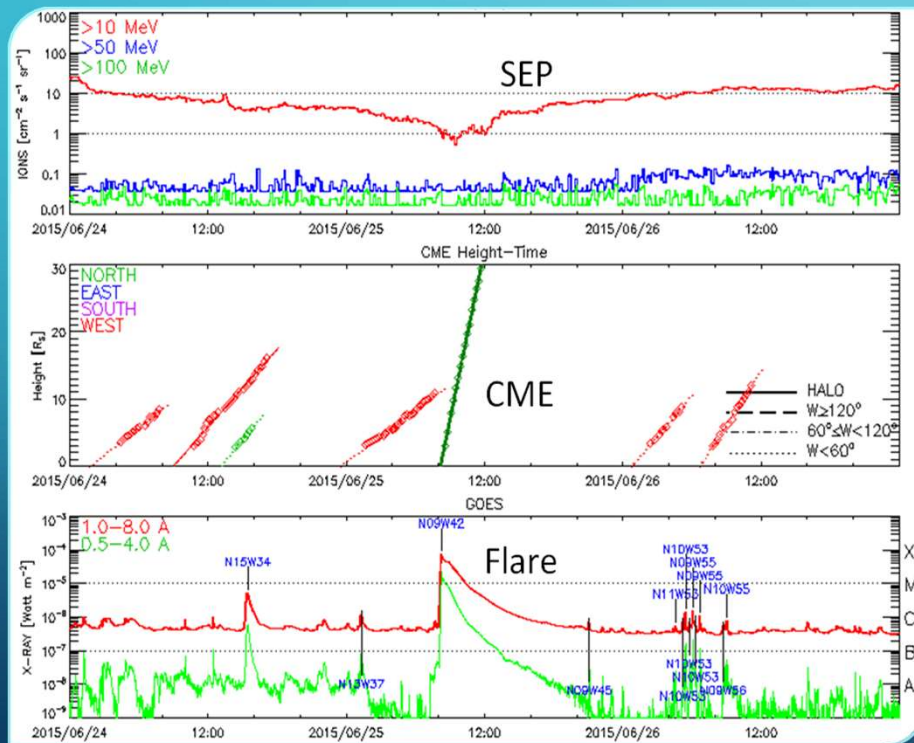 >10 MeV
>50 MeV
>100 MeV
SEP
IONS [cm⁻² s⁻¹ sr⁻¹]
1000
100
10
1
0.1
0.01
2015/06/24 12:00 2015/06/25 12:00 2015/06/26 12:00
CME Height-Time
NORTH
EAST
SOUTH
WEST
Height [Rs]
30
20
10
0
CME
HALO
W≥120°
60°≤W<120°
W<60°
2015/06/24 12:00 2015/06/25 12:00 2015/06/26 12:00
GOES
1.0-8.0 A
0.5-4.0 A
Flare
X-RAY [Watt m⁻²]
10⁻³
10⁻⁴
10⁻⁵
10⁻⁶
10⁻⁷
10⁻⁸
10⁻⁹
X
M
C
B
A
N15W34
N13W37
N09W42
N09W45
N10W53
N09W55
N09W55
N11W53
N10W55
N10W53
N10W53
N10W53
N09W56
2015/06/24 12:00 2015/06/25 12:00 2015/06/26 12:00